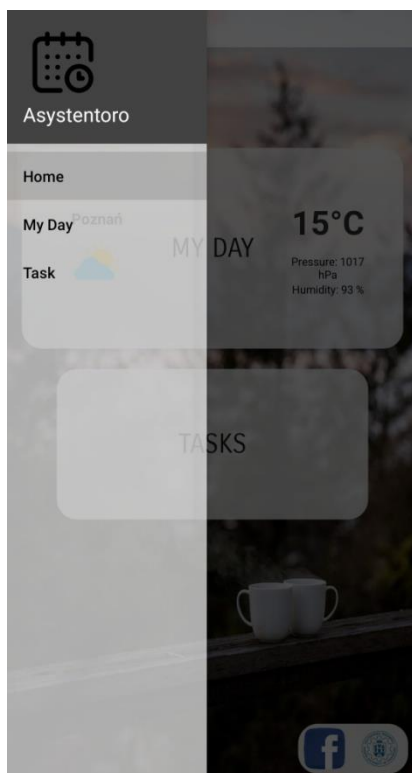 Asystentoro
Home
My Day
Task
Poznań
MY DAY
15°C
Pressure: 1017
hPa
Humidity: 93 %
TASKS
f